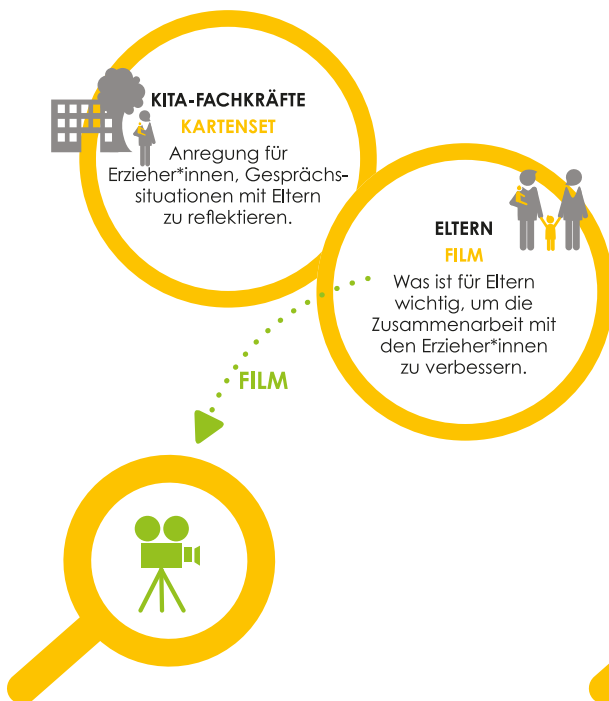 KITA-FACHKRÄFTE
KARTENSET
Anregung für
Erzieher*innen, Gesprächs-
situationen mit Eltern
zu reflektieren.
ELTERN
FILM
Was ist für Eltern
wichtig, um die
Zusammenarbeit mit
den Erzieher*innen
zu verbessern.
FILM